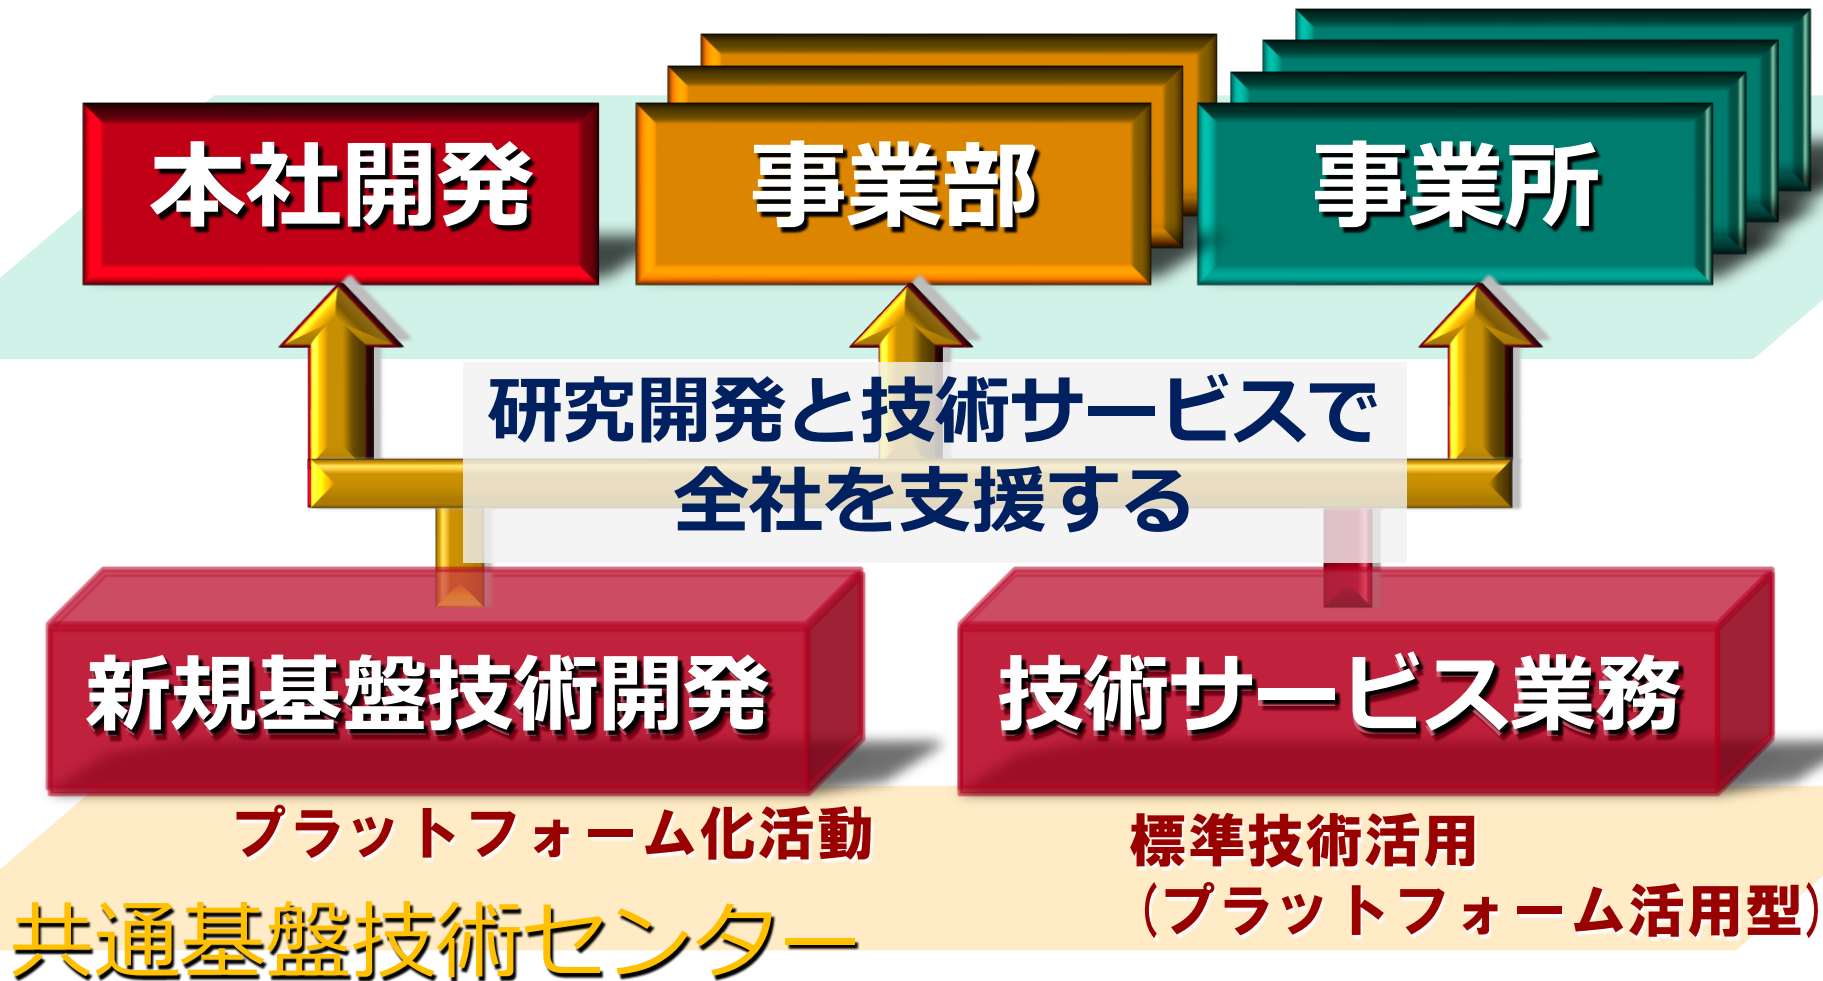 本社開発
事業部
事業所
研究開発と技術サービスで
全社を支援する
新規基盤技術開発
技術サービス業務
プラットフォーム化活動
標準技術活用
(プラットフォーム活用型)
共通基盤技術センター